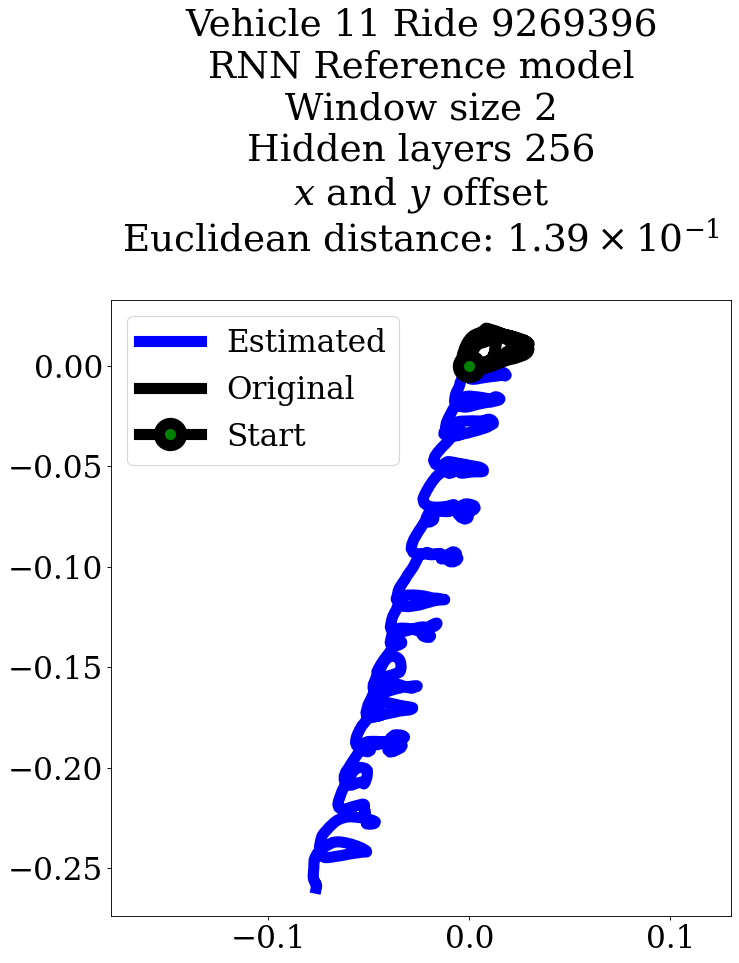 Vehicle 11 Ride 9269396
RNN Reference model
Window size 2
Hidden layers 256
x and y offset
Euclidean distance: 1.39 × 10⁻¹
Estimated
Original
Start
0.00
−0.05
−0.10
−0.15
−0.20
−0.25
−0.1
0.0
0.1